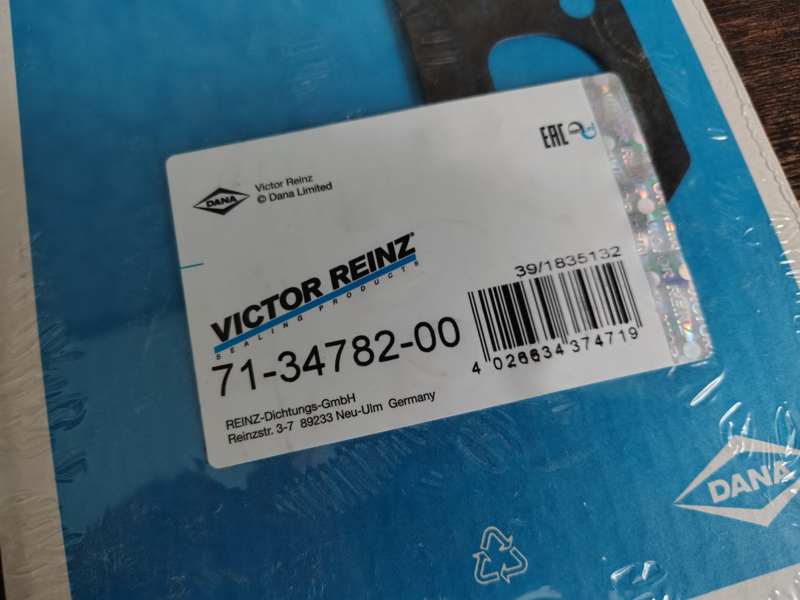 EAC
DANA
Victor Reinz
© Dana Limited
39/1835132
VICTOR REINZ®
SEALING PRODUCTS
71-34782-00
4 026634 374719
REINZ-Dichtungs-GmbH
Reinzstr. 3-7 89233 Neu-Ulm Germany
DANA